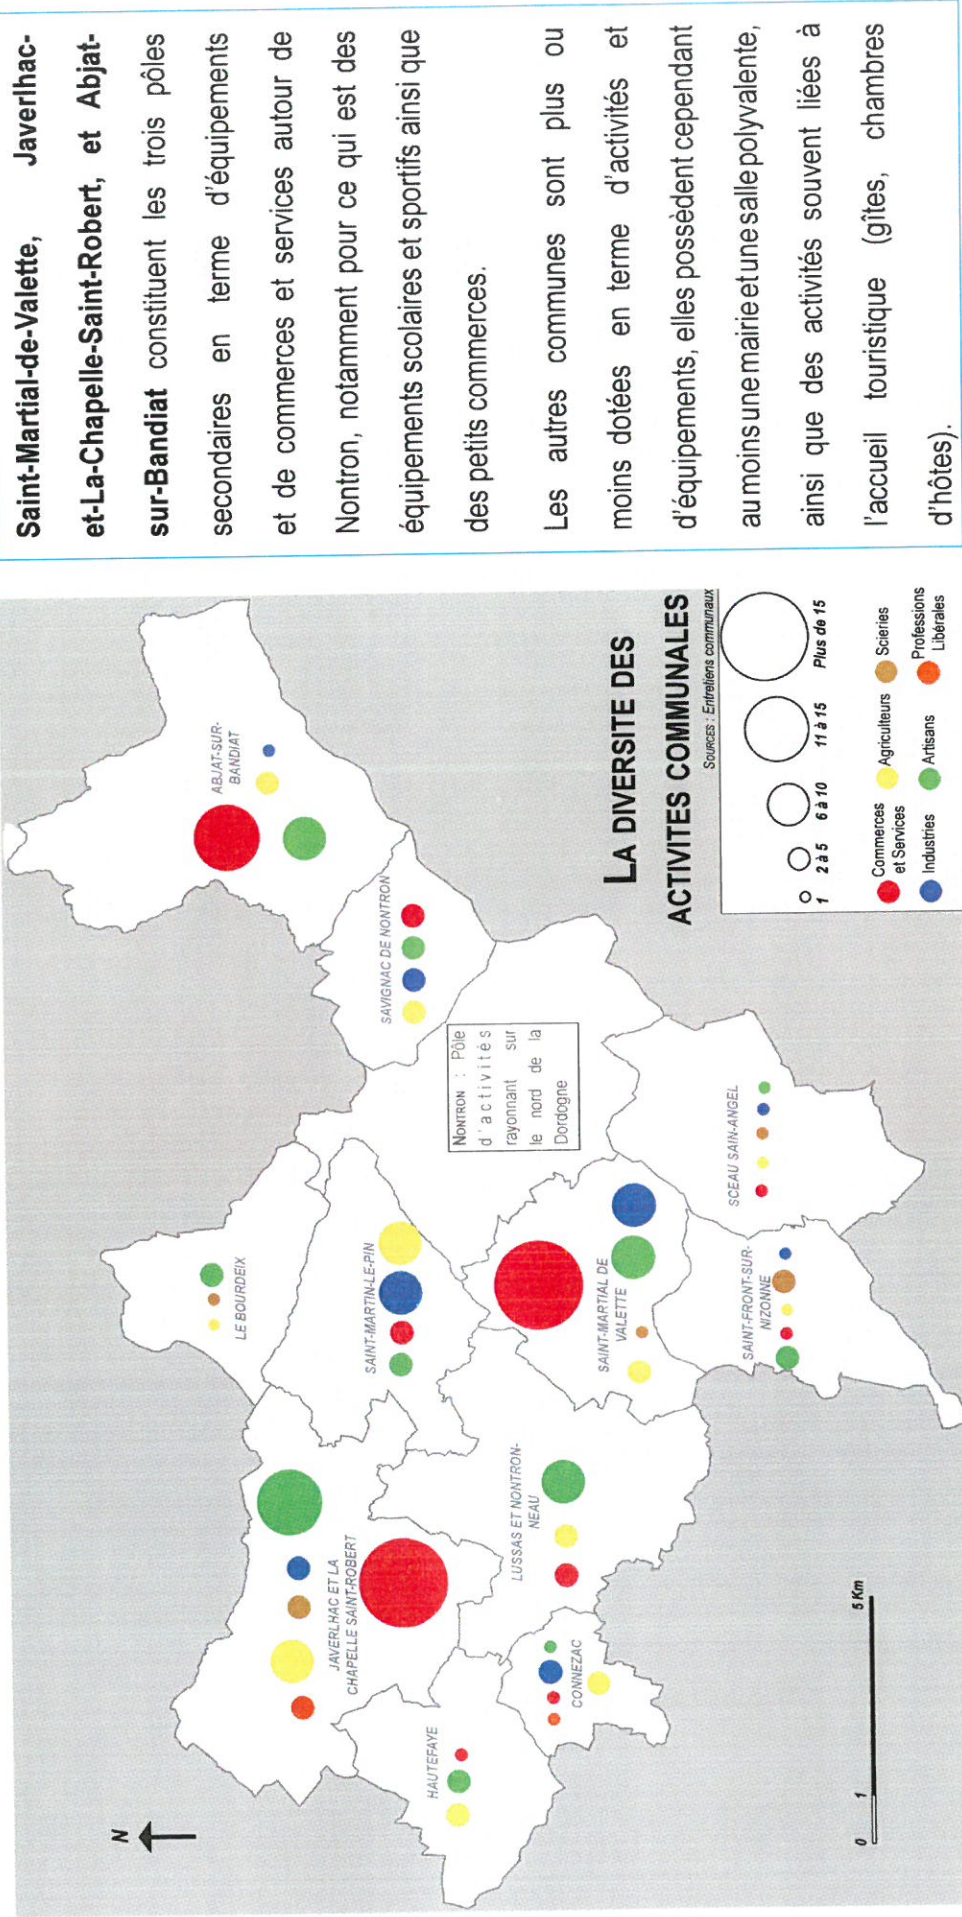 Saint-Martial-de-Valette, Javerlhac-
et-La-Chapelle-Saint-Robert, et Abjat-
sur-Bandiat constituent les trois pôles
secondaires en terme d'équipements
et de commerces et services autour de
Nontron, notamment pour ce qui est des
équipements scolaires et sportifs ainsi que
des petits commerces.
Les autres communes sont plus ou
moins dotées en terme d'activités et
d'équipements, elles possèdent cependant
au moins une mairie et une salle polyvalente,
ainsi que des activités souvent liées à
l'accueil touristique (gîtes, chambres
d'hôtes).
N
ABJAT-SUR-
BANDIAT
SAVIGNAC DE NONTRON
LE BOURDEIX
SAINT-MARTIN-LE-PIN
JAVERLHAC ET LA
CHAPELLE SAINT-ROBERT
HAUTEFAYE
CONNEZAC
LUSSAS ET NONTRON-
NEAU
SAINT-MARTIAL DE
VALETTE
NONTRON : Pôle
d'activités
rayonnant sur
le nord de la
Dordogne
SAINT-FRONT-SUR-
NIZONNE
SCEAU SAIN-ANGEL
0 1 5 Km
LA DIVERSITE DES
ACTIVITES COMMUNALES
SOURCES : Entretiens communaux
1 2 à 5 6 à 10 11 à 15 Plus de 15
Commerces
et Services
Agriculteurs
Scieries
Industries
Artisans
Professions
Libérales